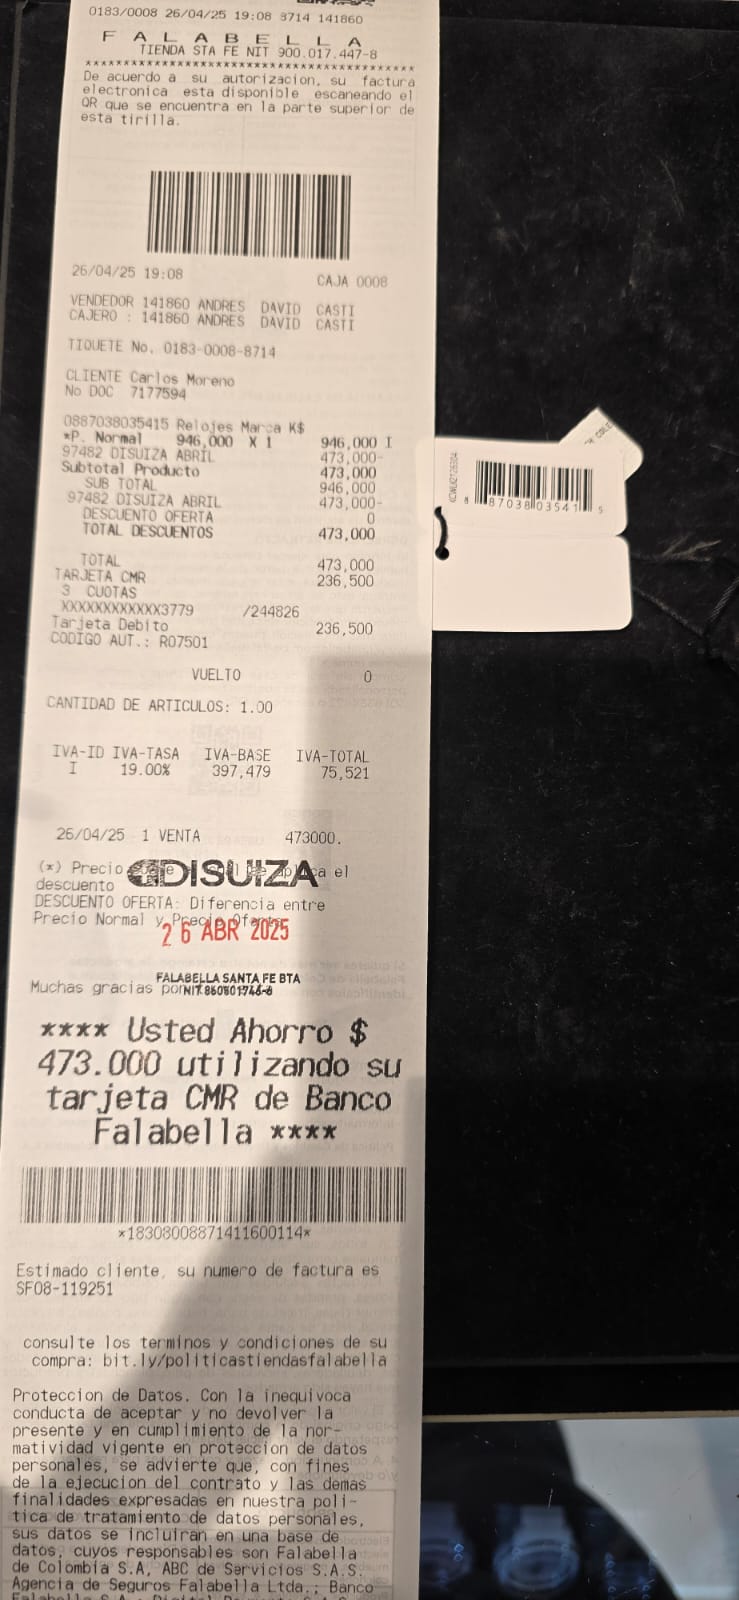 0183/0008 26/04/25 19:08 8714 141860
F A L A B E L L A
TIENDA STA FE NIT 900.017.447-8
*****************************************
De acuerdo a su autorizacion, su factura
electronica esta disponible escaneando el
QR que se encuentra en la parte superior de
esta tirilla.
26/04/25 19:08 CAJA 0008
VENDEDOR 141860 ANDRES DAVID CASTI
CAJERO : 141860 ANDRES DAVID CASTI
TIQUETE No. 0183-0008-8714
CLIENTE Carlos Moreno
No DOC 7177594
0887038035415 Relojes Marca K$
*P. Normal 946,000 X 1 946,000 I
97482 DISUIZA ABRIL 473,000-
Subtotal Producto 473,000
SUB TOTAL 946,000
97482 DISUIZA ABRIL 473,000-
DESCUENTO OFERTA 0
TOTAL DESCUENTOS 473,000
TOTAL 473,000
TARJETA CMR 236,500
3 CUOTAS
XXXXXXXXXXXX3779 /244826
Tarjeta Debito 236,500
CODIGO AUT.: R07501
VUELTO 0
CANTIDAD DE ARTICULOS: 1.00
IVA-ID IVA-TASA IVA-BASE IVA-TOTAL
I 19.00% 397,479 75,521
26/04/25 1 VENTA 473000.
(*) Precio el
DISUIZA
descuento
DESCUENTO OFERTA: Diferencia entre
Precio Normal y Precio Oferta
26 ABR 2025
FALABELLA SANTA FE BTA
Muchas gracias por
**** Usted Ahorro $
473.000 utilizando su
tarjeta CMR de Banco
Falabella ****
*18308008871411600114*
Estimado cliente, su numero de factura es
SF08-119251
consulte los terminos y condiciones de su
compra: bit.ly/politicastiendasfalabella
Proteccion de Datos. Con la inequivoca
conducta de aceptar y no devolver la
presente y en cumplimiento de la nor-
matividad vigente en proteccion de datos
personales, se advierte que, con fines
de la ejecucion del contrato y las demas
finalidades expresadas en nuestra poli-
tica de tratamiento de datos personales,
sus datos se incluiran en una base de
datos, cuyos responsables son Falabella
de Colombia S.A, ABC de Servicios S.A.S.
Agencia de Seguros Falabella Ltda.; Banco
8 87038 03541 5